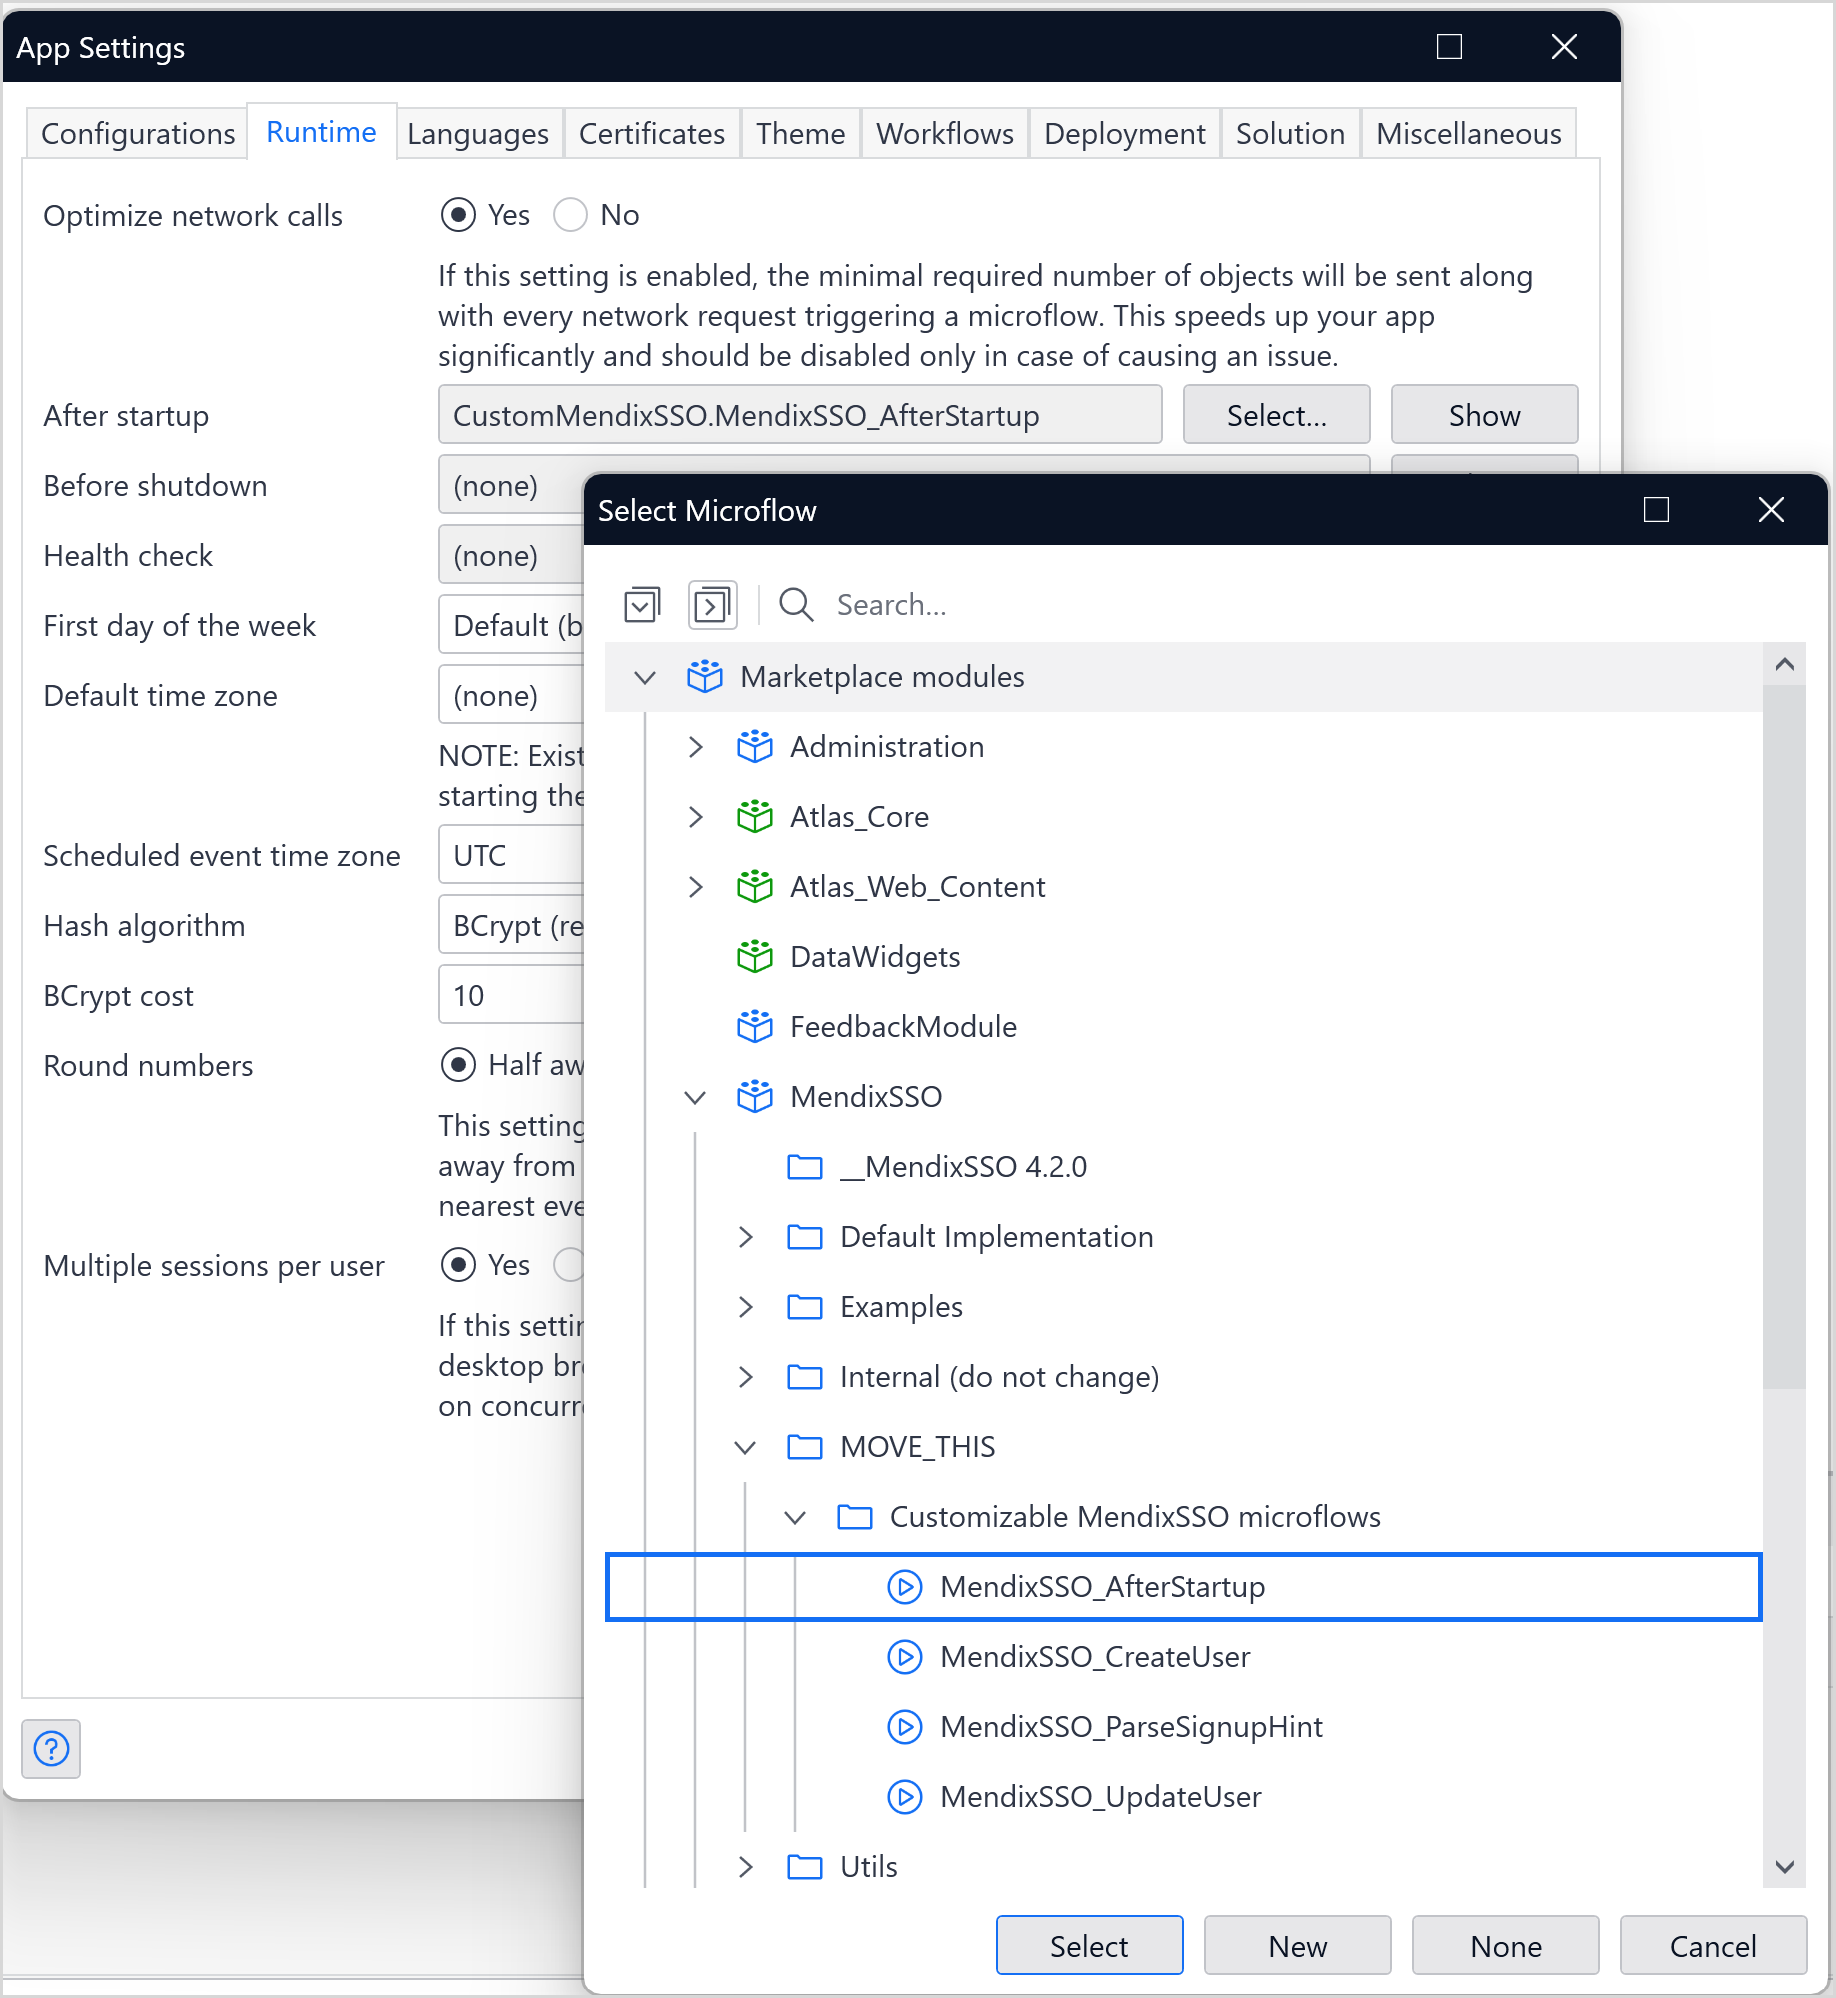 App Settings
Configurations Runtime Languages Certificates Theme Workflows Deployment Solution Miscellaneous
Optimize network calls Yes No
If this setting is enabled, the minimal required number of objects will be sent along
with every network request triggering a microflow. This speeds up your app
significantly and should be disabled only in case of causing an issue.
After startup CustomMendixSSO.MendixSSO_AfterStartup Select... Show
Before shutdown (none)
Health check (none)
First day of the week Default (b
Default time zone (none)
NOTE: Exist
starting the
Scheduled event time zone UTC
Hash algorithm BCrypt (re
BCrypt cost 10
Round numbers Half aw
This setting
away from
nearest eve
Multiple sessions per user Yes
If this settin
desktop bro
on concurre
Select Microflow
Search...
Marketplace modules
Administration
Atlas_Core
Atlas_Web_Content
DataWidgets
FeedbackModule
MendixSSO
__MendixSSO 4.2.0
Default Implementation
Examples
Internal (do not change)
MOVE_THIS
Customizable MendixSSO microflows
MendixSSO_AfterStartup
MendixSSO_CreateUser
MendixSSO_ParseSignupHint
MendixSSO_UpdateUser
Utils
Select New None Cancel